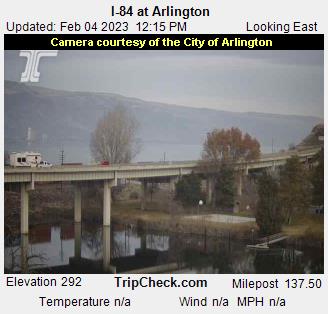 I-84 at Arlington
Updated: Feb 04 2023 12:15 PM Looking East
Camera courtesy of the City of Arlington
Elevation 292 TripCheck.com Milepost 137.50
Temperature n/a Wind n/a MPH n/a